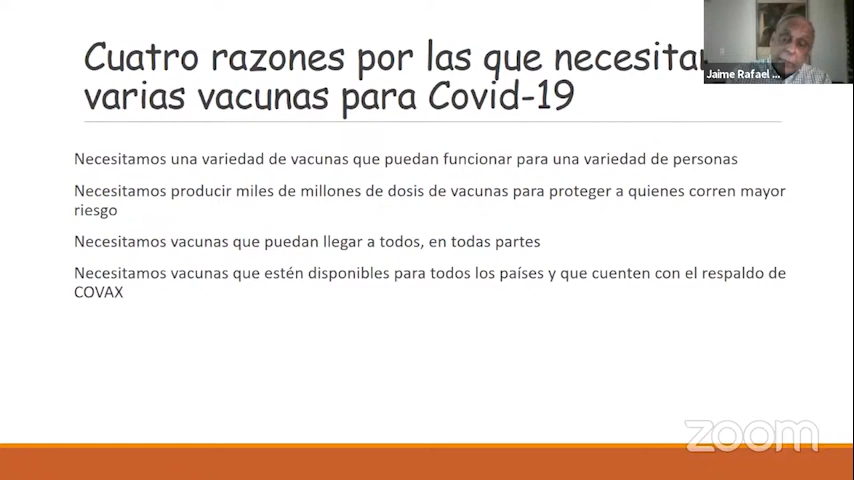 Cuatro razones por las que necesitam
varias vacunas para Covid-19
Jaime Rafael ...
Necesitamos una variedad de vacunas que puedan funcionar para una variedad de personas
Necesitamos producir miles de millones de dosis de vacunas para proteger a quienes corren mayor
riesgo
Necesitamos vacunas que puedan llegar a todos, en todas partes
Necesitamos vacunas que estén disponibles para todos los países y que cuenten con el respaldo de
COVAX
zoom